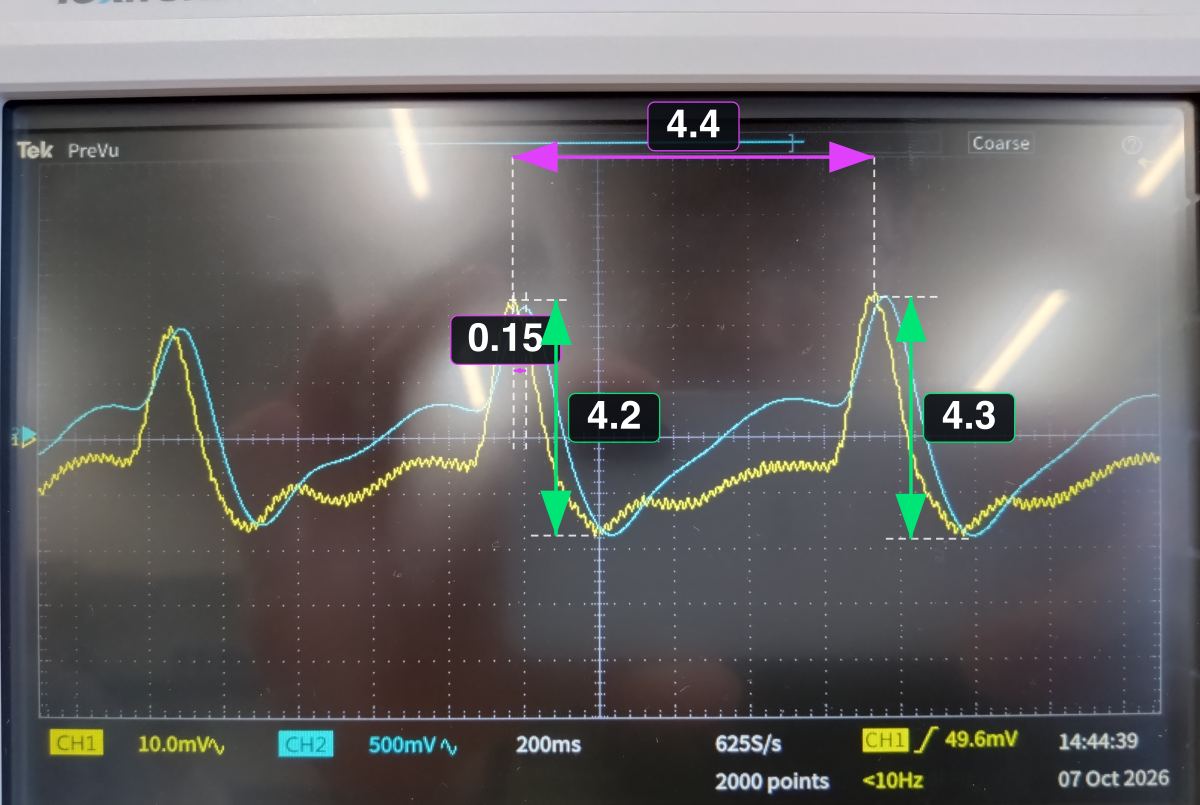 4.4
Tek PreVu
Coarse
?
0.15
4.2
4.3
CH1 10.0mV
CH2 500mV
200ms
625S/s
2000 points
CH1 49.6mV
<10Hz
14:44:39
07 Oct 2026